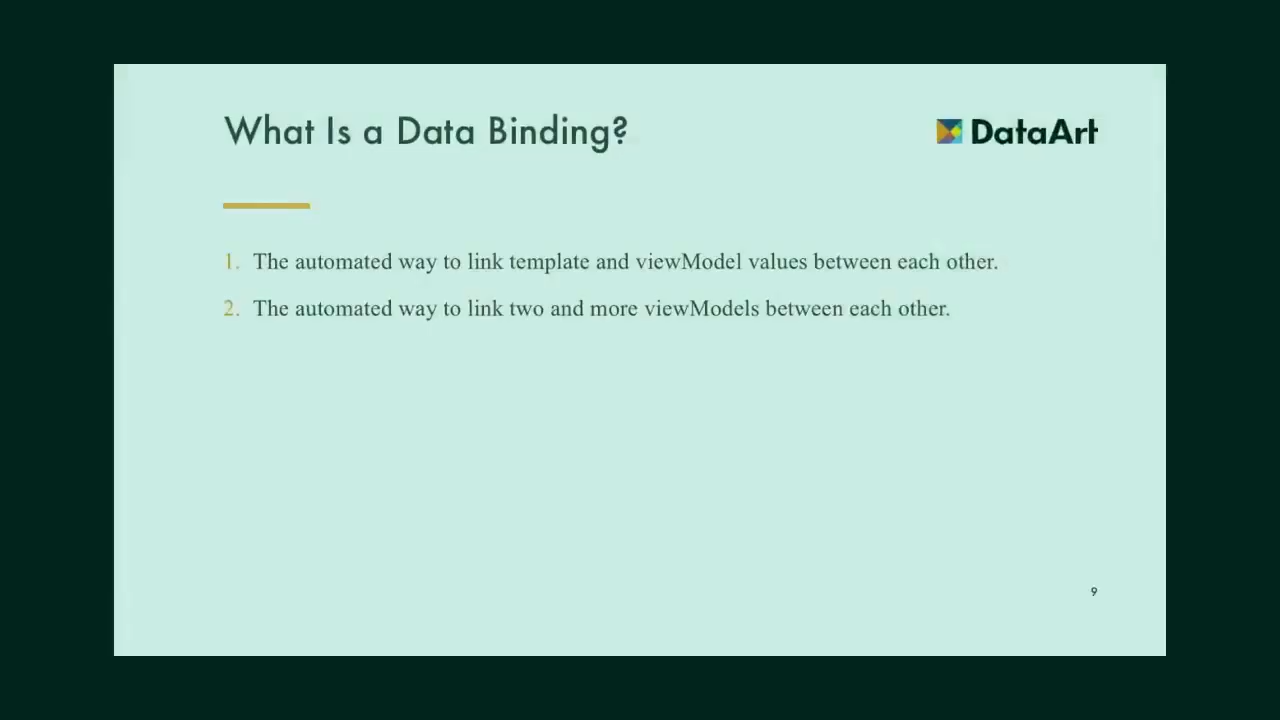 What Is a Data Binding?
DataArt
1. The automated way to link template and viewModel values between each other.
2. The automated way to link two and more viewModels between each other.
9